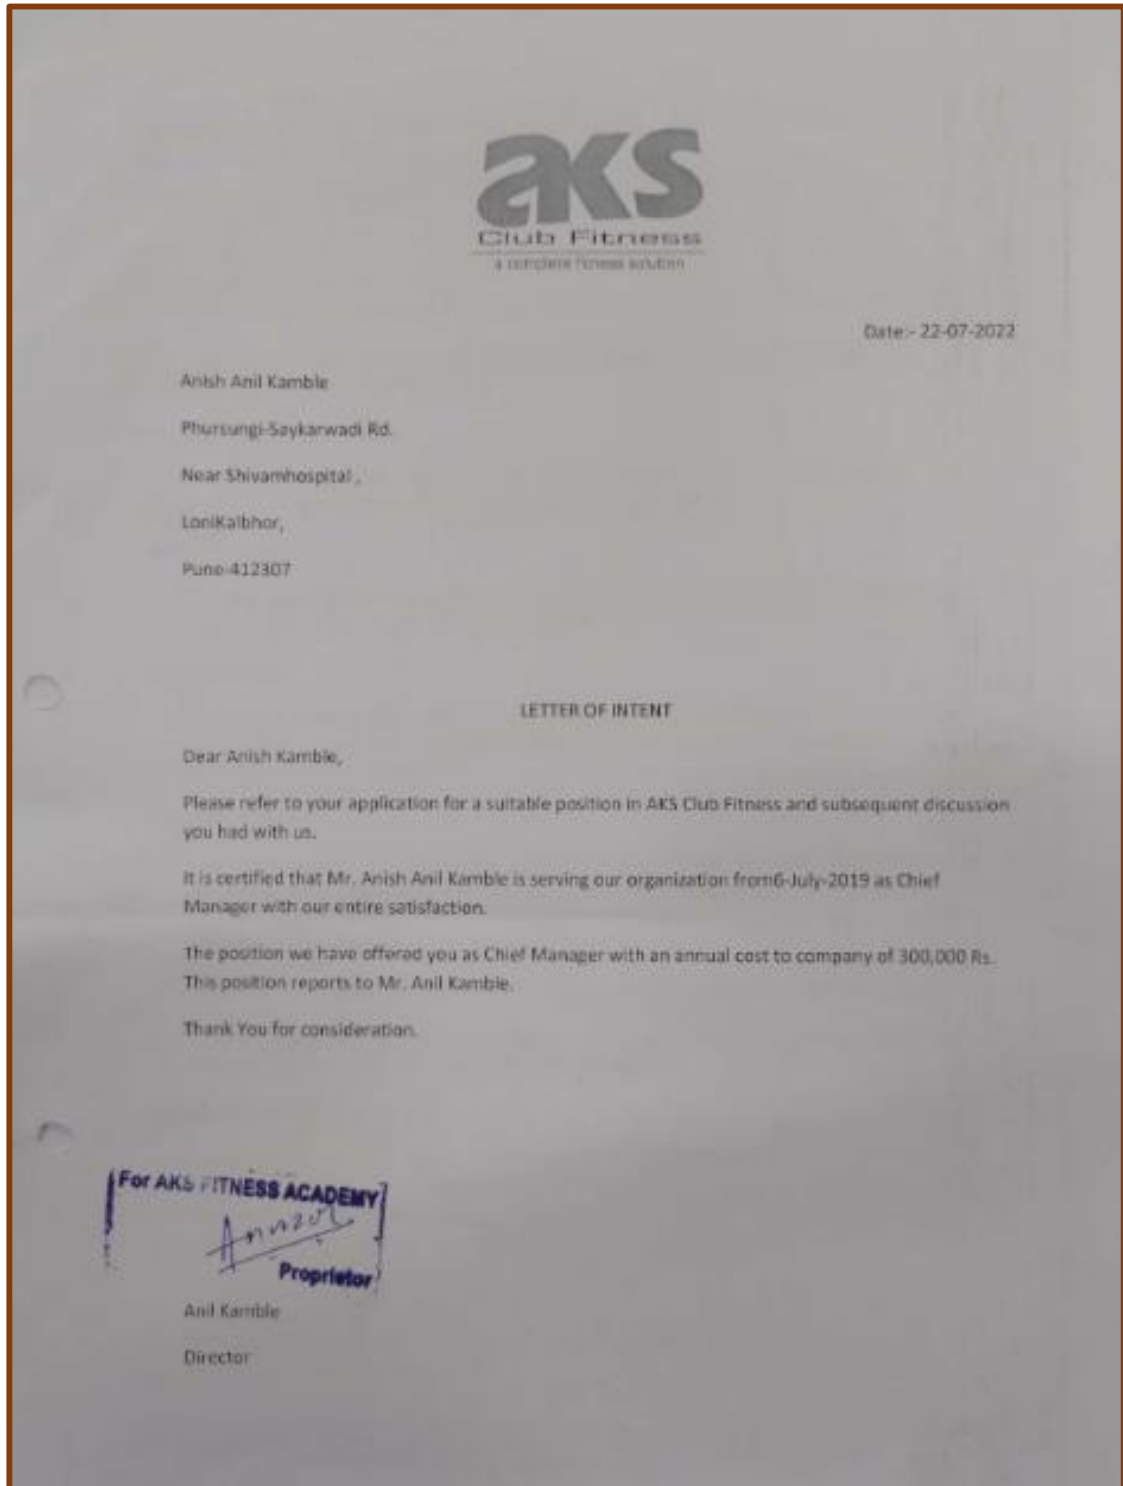 aks
Club Fitness
a complete fitness solution
Date:- 22-07-2022
Anish Anil Kamble
Phursungi-Saykarwadi Rd.
Near Shivamhospital ,
LoniKalbhor,
Pune-412307
LETTER OF INTENT
Dear Anish Kamble,
Please refer to your application for a suitable position in AKS Club Fitness and subsequent discussion
you had with us.
It is certified that Mr. Anish Anil Kamble is serving our organization from6-July-2019 as Chief
Manager with our entire satisfaction.
The position we have offered you as Chief Manager with an annual cost to company of 300,000 Rs.
This position reports to Mr. Anil Kamble.
Thank You for consideration.
For AKS FITNESS ACADEMY
Proprietor
Anil Kamble
Director